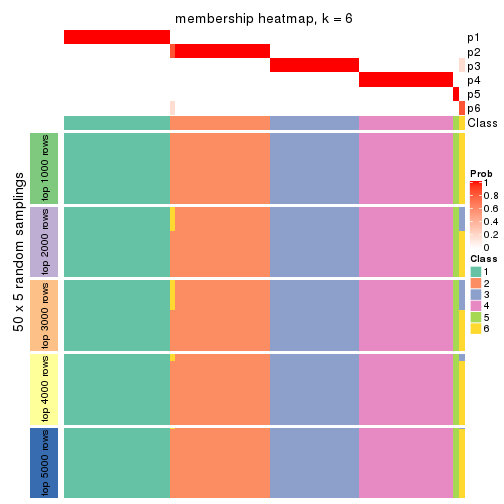 membership heatmap, k = 6
p1
p2
p3
p4
p5
p6
Class
50 x 5 random samplings
top 1000 rows
top 2000 rows
top 3000 rows
top 4000 rows
top 5000 rows
Prob
1
0.8
0.6
0.4
0.2
0
Class
1
2
3
4
5
6